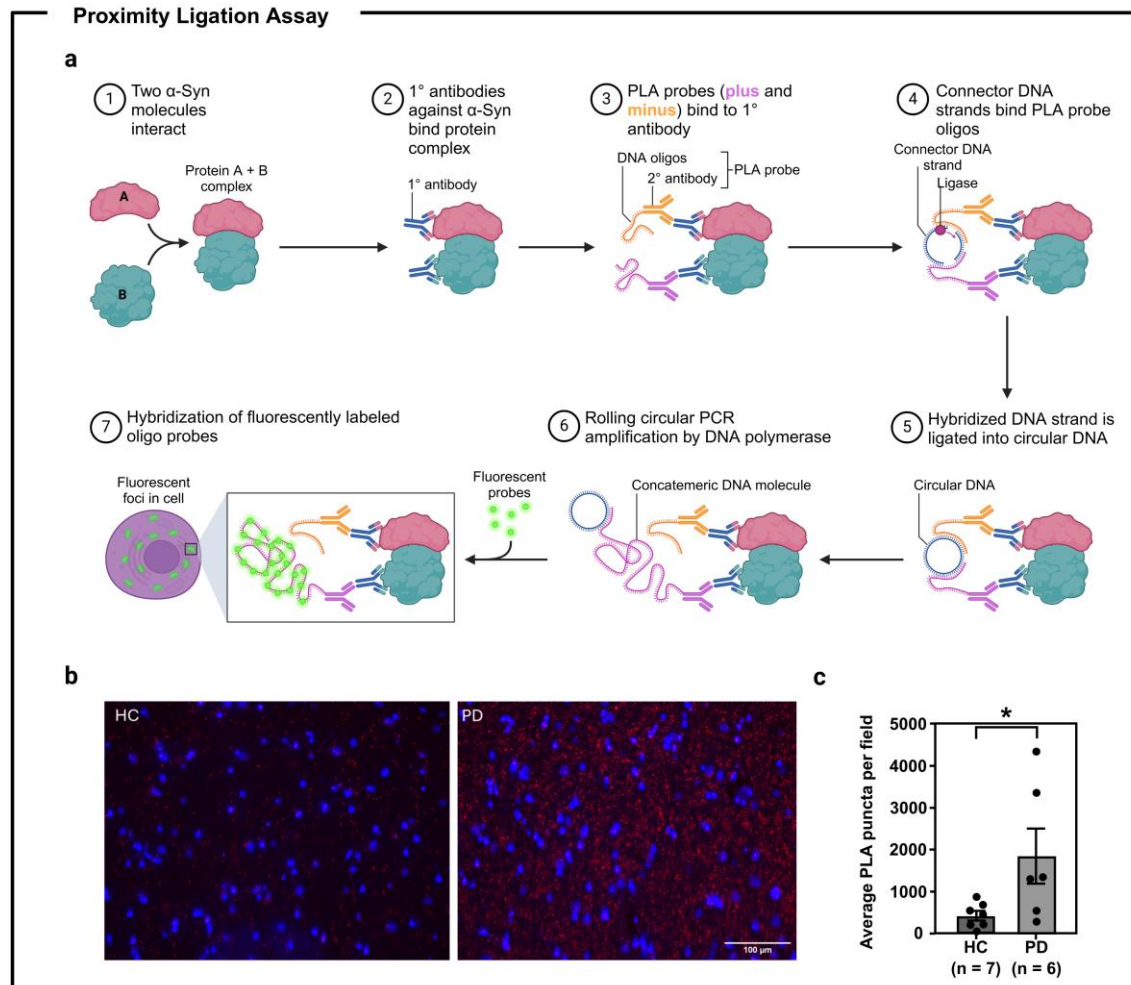 Proximity Ligation Assay
a
1 Two α-Syn
molecules
interact
Protein A + B
complex
A
B
2 1° antibodies
against α-Syn
bind protein
complex
1° antibody
3 PLA probes (plus and
minus) bind to 1°
antibody
DNA oligos
2° antibody
PLA probe
4 Connector DNA
strands bind PLA probe
oligos
Connector DNA
strand
Ligase
5 Hybridized DNA strand is
ligated into circular DNA
Circular DNA
6 Rolling circular PCR
amplification by DNA polymerase
Concatemeric DNA molecule
7 Hybridization of fluorescently labeled
oligo probes
Fluorescent
probes
Fluorescent
foci in cell
b
HC
PD
100 µm
c
Average PLA puncta per field
5000
4000
3000
2000
1000
0
*
HC
(n = 7)
PD
(n = 6)